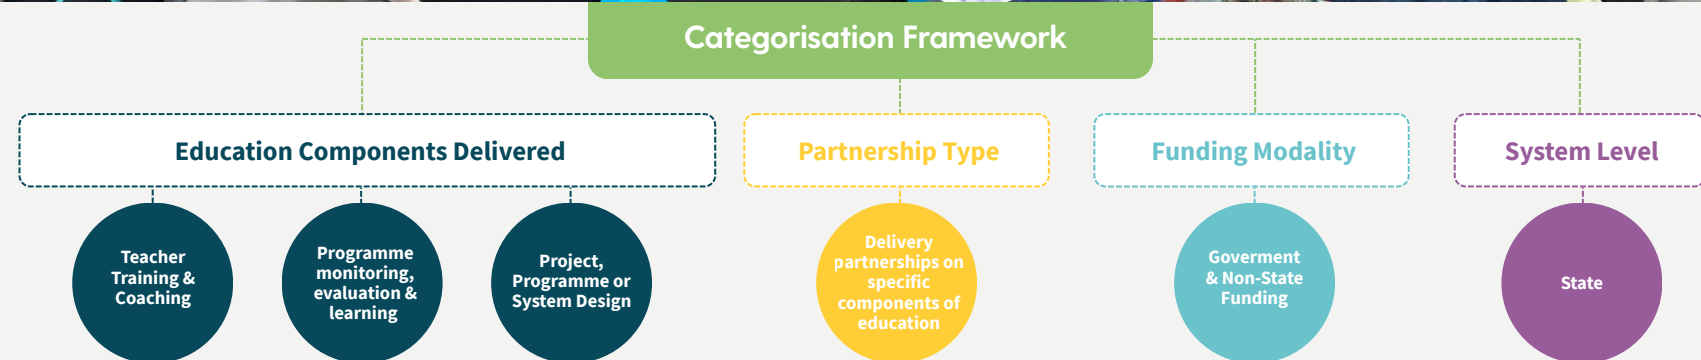 Categorisation Framework
Education Components Delivered
Partnership Type
Funding Modality
System Level
Teacher
Training &
Coaching
Programme
monitoring,
evaluation &
learning
Project,
Programme or
System Design
Delivery
partnerships on
specific
components of
education
Goverment
& Non-State
Funding
State